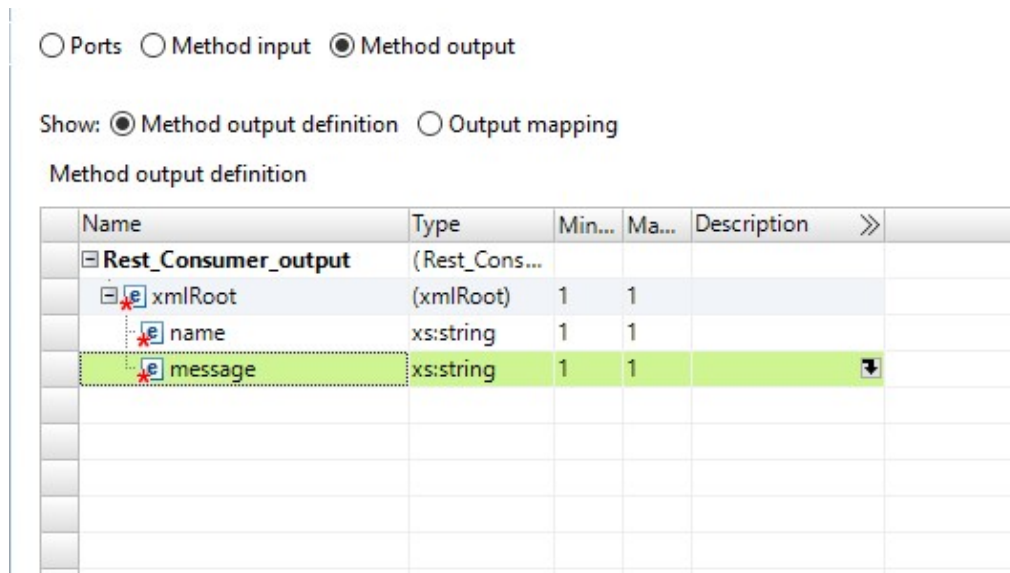 Ports Method input Method output
Show: Method output definition Output mapping
Method output definition
Name Type Min... Ma... Description
Rest_Consumer_output (Rest_Cons...
xmlRoot (xmlRoot) 1 1
name xs:string 1 1
message xs:string 1 1